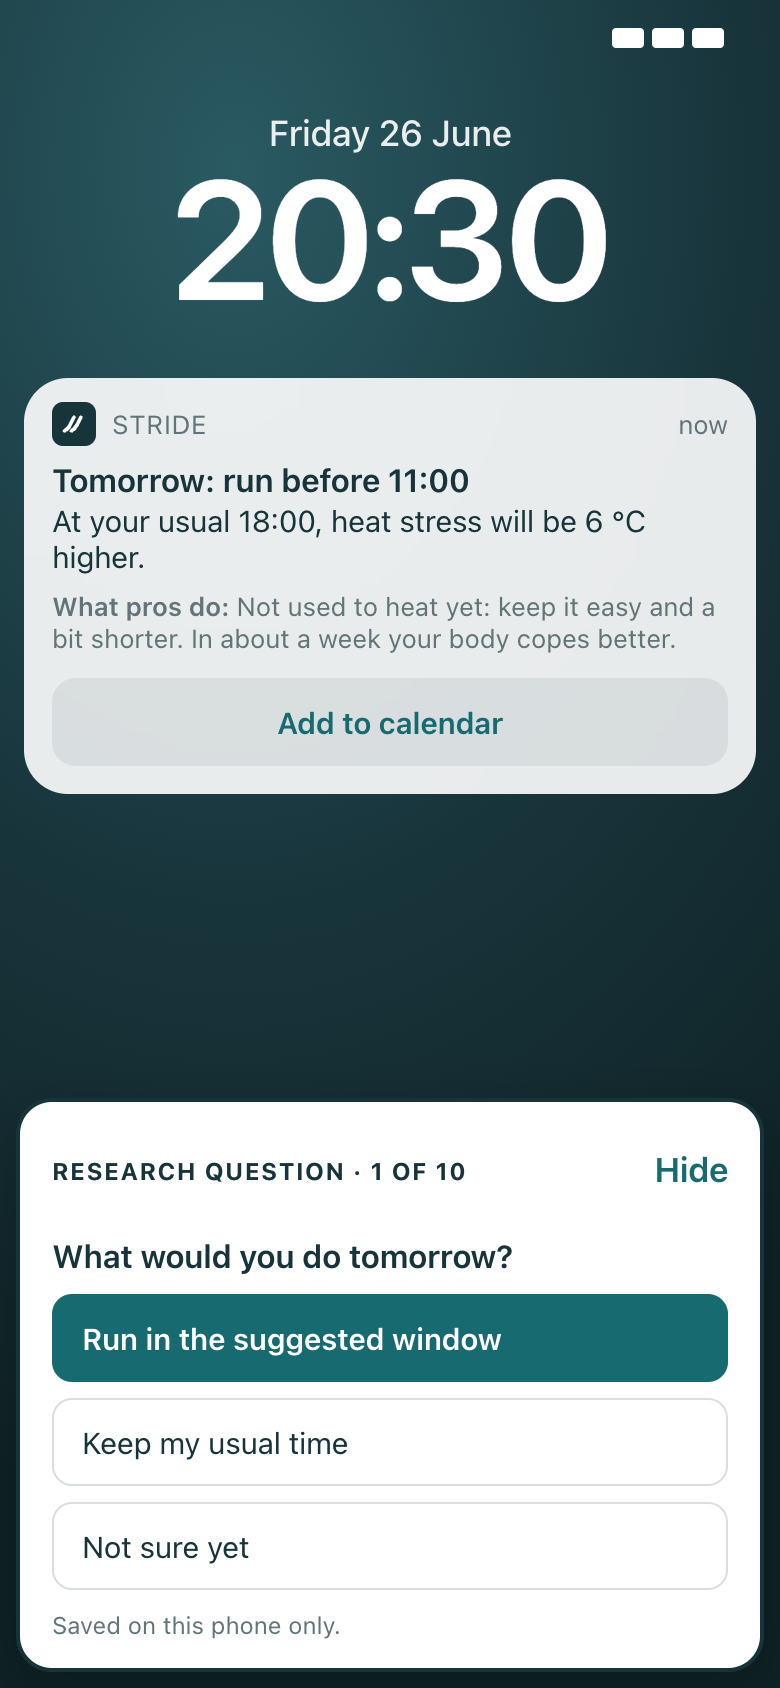 Friday 26 June
20:30
STRIDE
now
Tomorrow: run before 11:00
At your usual 18:00, heat stress will be 6 °C
higher.
What pros do: Not used to heat yet: keep it easy and a
bit shorter. In about a week your body copes better.
Add to calendar
RESEARCH QUESTION · 1 OF 10
Hide
What would you do tomorrow?
Run in the suggested window
Keep my usual time
Not sure yet
Saved on this phone only.